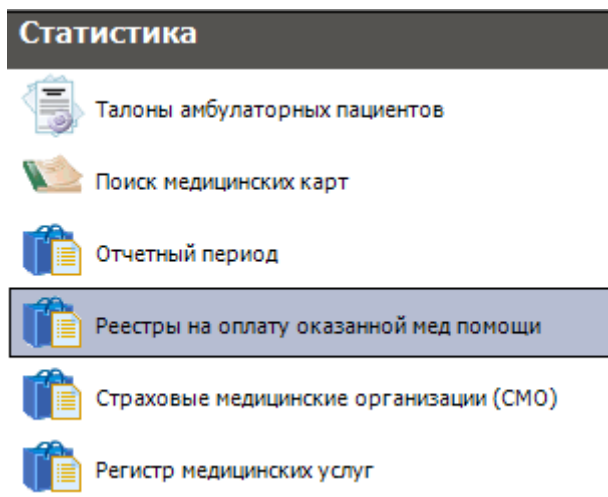 Статистика
Талоны амбулаторных пациентов
Поиск медицинских карт
Отчетный период
Реестры на оплату оказанной мед помощи
Страховые медицинские организации (СМО)
Регистр медицинских услуг